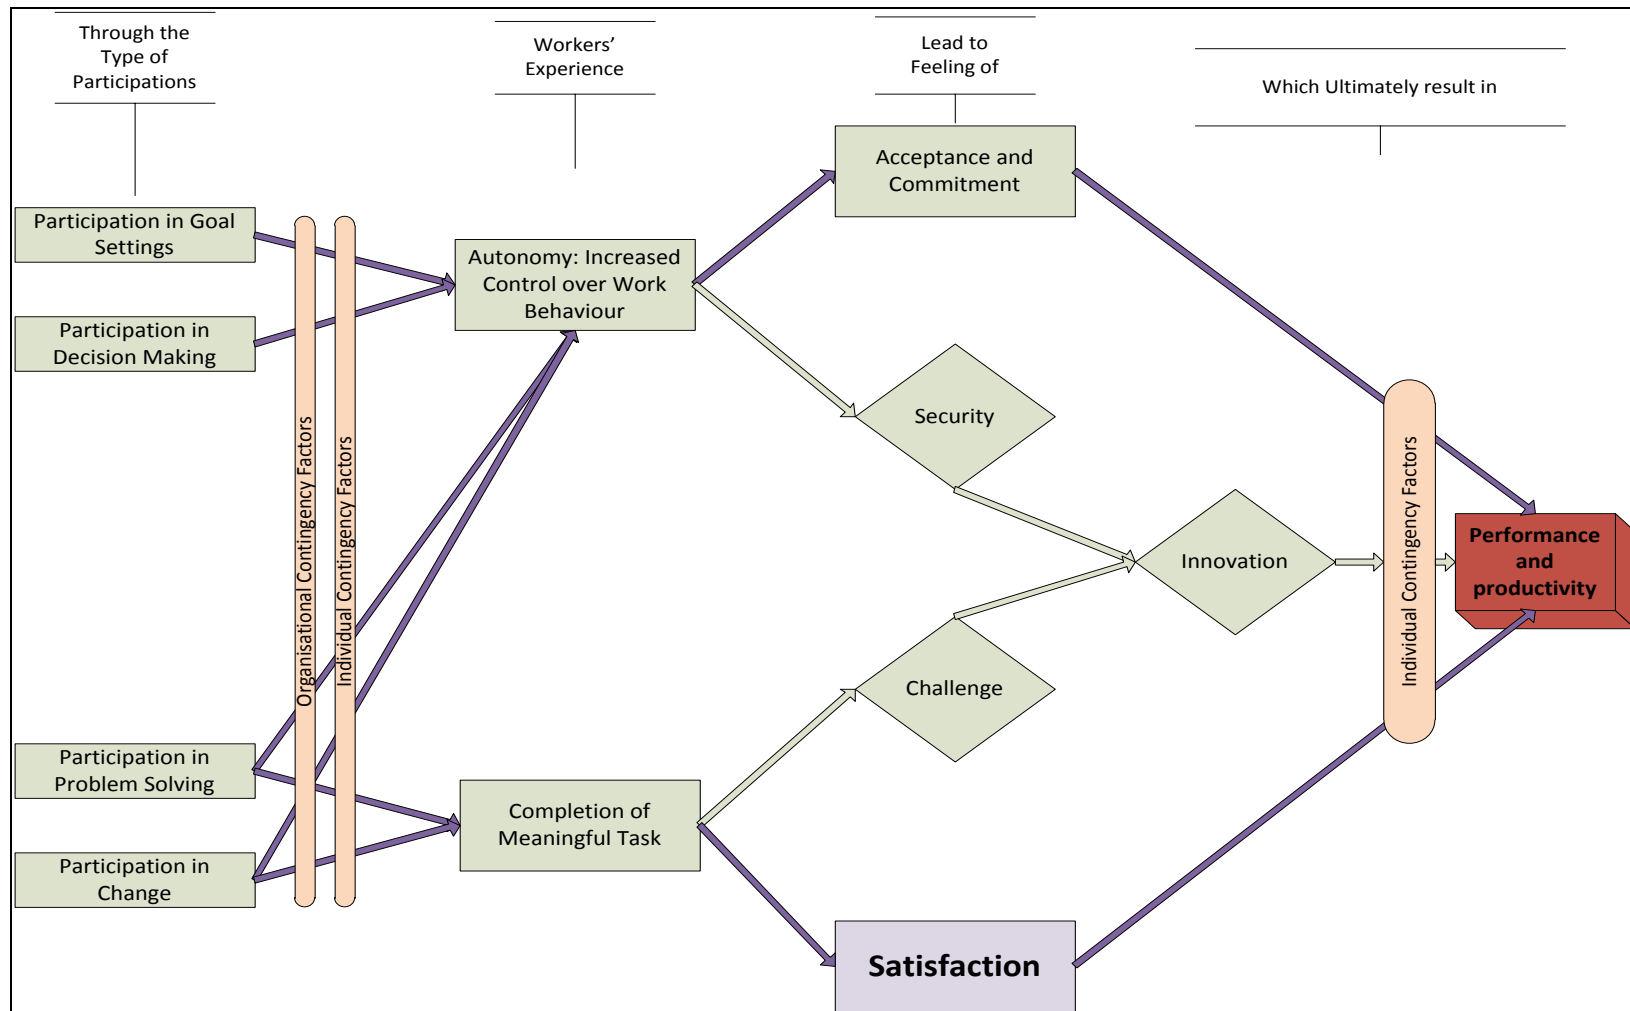 Through the
Type of
Participations
Workers’
Experience
Lead to
Feeling of
Which Ultimately result in
Participation in Goal
Settings
Participation in
Decision Making
Participation in
Problem Solving
Participation in
Change
Organisational Contingency Factors
Individual Contingency Factors
Autonomy: Increased
Control over Work
Behaviour
Completion of
Meaningful Task
Acceptance and
Commitment
Security
Challenge
Satisfaction
Innovation
Individual Contingency Factors
Performance
and
productivity